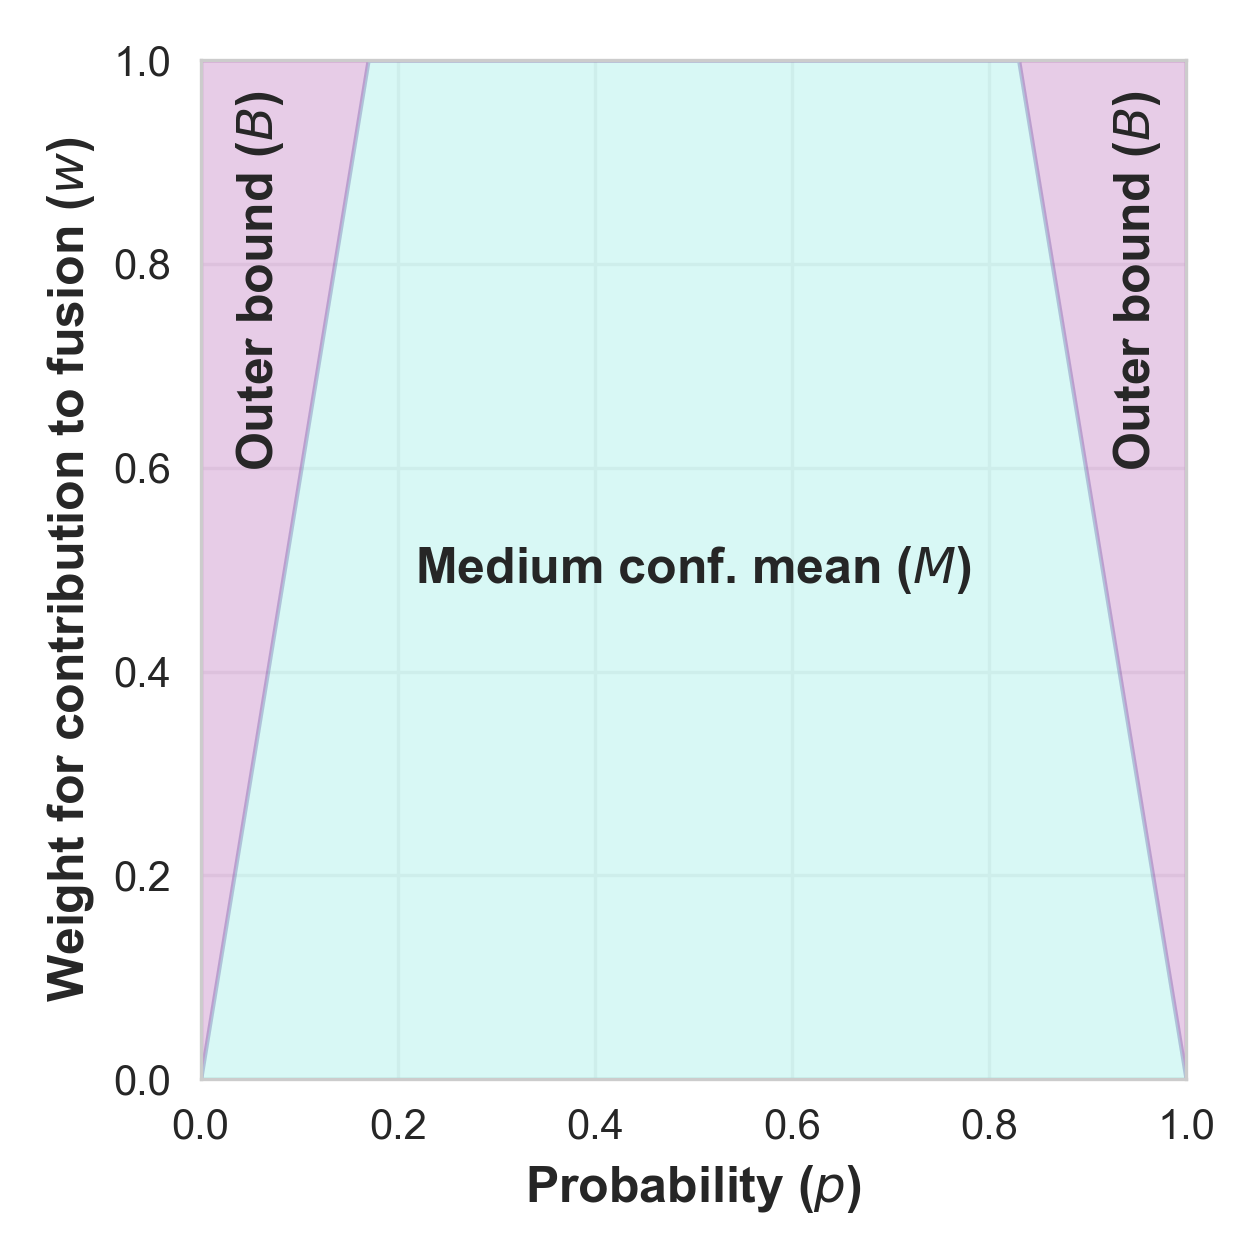 Weight for contribution to fusion (w)
1.0
0.8
0.6
0.4
0.2
0.0
Outer bound (B)
Outer bound (B)
Medium conf. mean (M)
0.0 0.2 0.4 0.6 0.8 1.0
Probability (p)